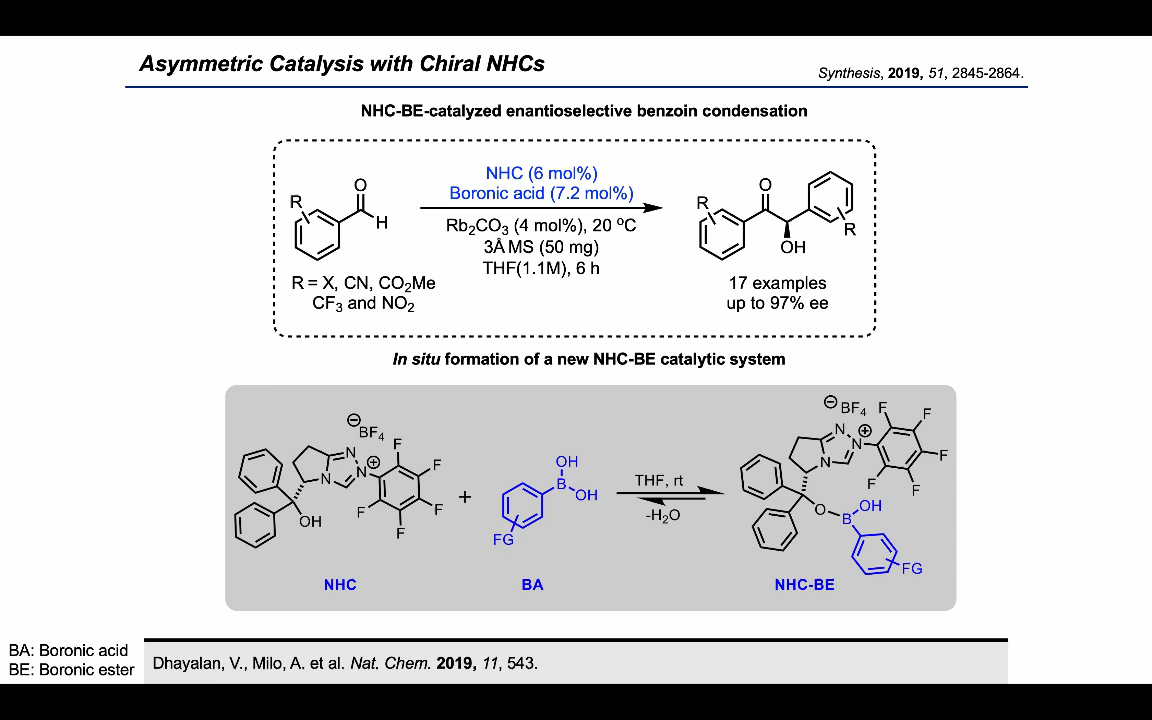 Asymmetric Catalysis with Chiral NHCs
Synthesis, 2019, 51, 2845-2864.
NHC-BE-catalyzed enantioselective benzoin condensation
R
O
H
R = X, CN, CO₂Me
CF₃ and NO₂
NHC (6 mol%)
Boronic acid (7.2 mol%)
Rb₂CO₃ (4 mol%), 20 ºC
3Å MS (50 mg)
THF(1.1M), 6 h
R
O
OH
R
17 examples
up to 97% ee
In situ formation of a new NHC-BE catalytic system
⊖
BF₄
N
N
N
⊕
F
F
F
F
F
OH
NHC
+
OH
B
OH
FG
BA
THF, rt
-H₂O
⊖
BF₄
N
N
N
⊕
F
F
F
F
F
O
B
OH
FG
NHC-BE
BA: Boronic acid
BE: Boronic ester
Dhayalan, V., Milo, A. et al. Nat. Chem. 2019, 11, 543.